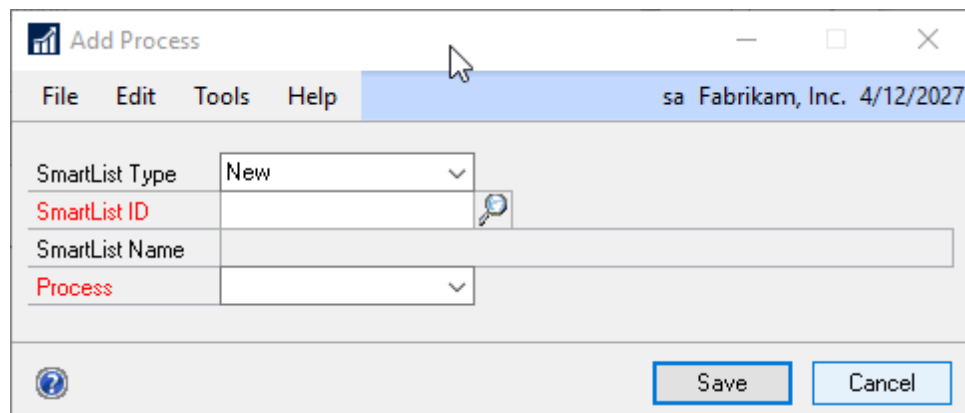 Add Process
File Edit Tools Help sa Fabrikam, Inc. 4/12/2027
SmartList Type New
SmartList ID
SmartList Name
Process
Save Cancel